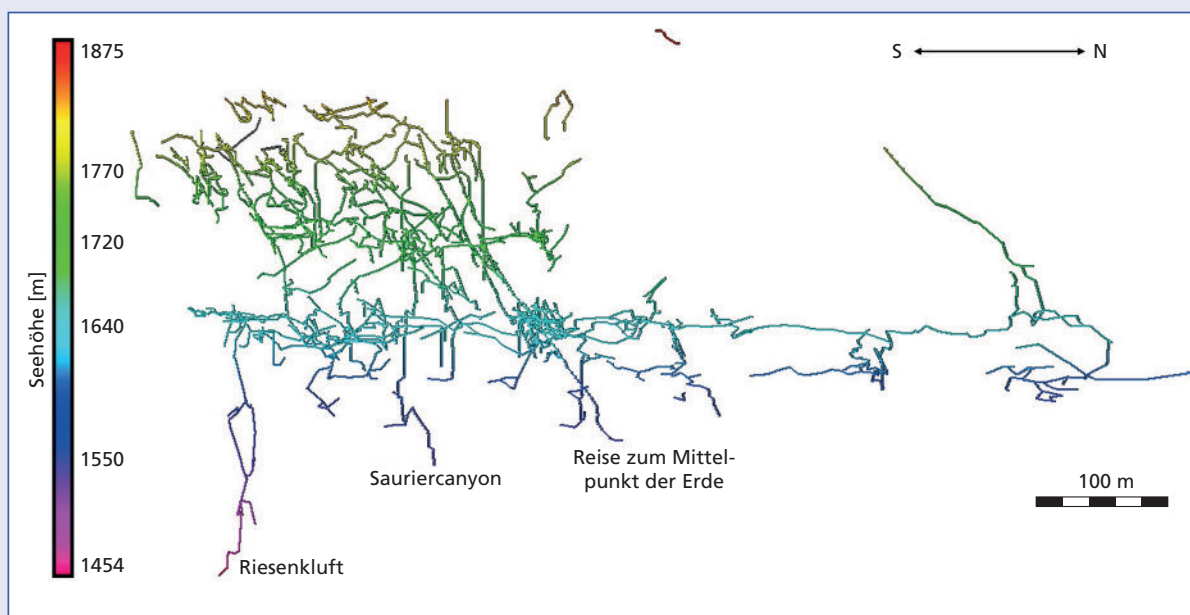 1875
S
N
1770
1720
1640
1550
1454
Seehöhe [m]
Sauriercanyon
Reise zum Mittel-
punkt der Erde
100 m
Riesenkluft